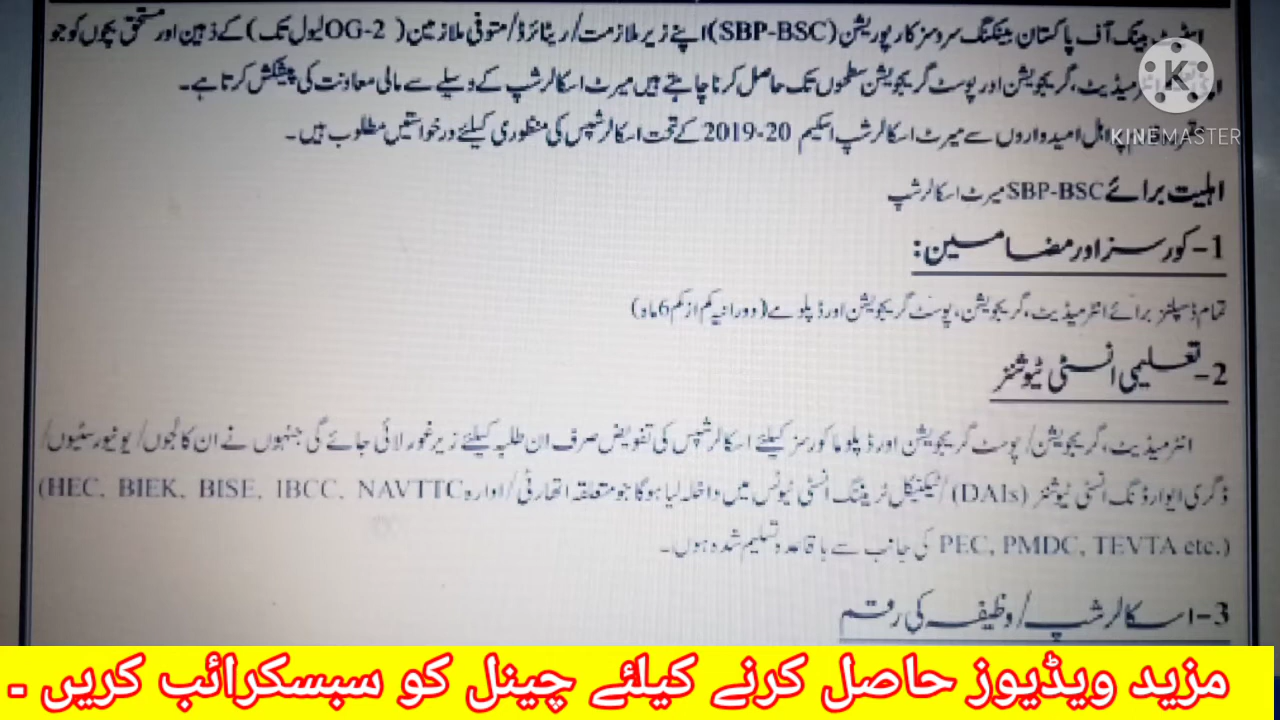 اسٹیٹ بینک آف پاکستان بینکنگ سروسز کارپوریشن (SBP-BSC) اپنے زیر ملازمت/ریٹائرڈ/متوفی ملازمین (OG-2 لیول تک) کے ذہین اور مستحق بچوں کو جو
انٹرمیڈیٹ، گریجویشن اور پوسٹ گریجویشن سطحوں تک حاصل کرنا چاہتے ہیں میرٹ اسکالرشپ کے وسیلے سے مالی معاونت کی پیشکش کرتا ہے۔
پر اہل امیدواروں سے میرٹ اسکالرشپ اسکیم 20-2019 کے تحت اسکالرشپس کی منظوری کیلئے درخواستیں مطلوب ہیں۔
K
KINEMASTER
اہلیت برائے SBP-BSC میرٹ اسکالرشپ
1-کورسز اور مضامین:
تمام ڈسپلنز برائے انٹرمیڈیٹ، گریجویشن، پوسٹ گریجویشن اور ڈپلومے (دورانیہ کم از کم 6 ماہ)
2-تعلیمی انسٹی ٹیوشنز
انٹرمیڈیٹ، گریجویشن/ پوسٹ گریجویشن اور ڈپلوما کورسز کیلئے اسکالرشپس کی تفویض صرف ان طلبہ کیلئے زیر غور لائی جائے گی جنہوں نے ان کالجوں/ یونیورسٹیوں/
ڈگری ایوارڈنگ انسٹی ٹیوشنز (DAIs)/ٹیکنیکل ٹریننگ انسٹی ٹیوٹس میں داخلہ لیا ہوگا جو متعلقہ اتھارٹی/ادارہ (HEC, BIEK, BISE, IBCC, NAVTTC
PEC, PMDC, TEVTA etc.) کی جانب سے باقاعدہ تسلیم شدہ ہوں۔
3-اسکالرشپ/وظیفہ کی رقم
مزید ویڈیوز حاصل کرنے کیلئے چینل کو سبسکرائب کریں ۔